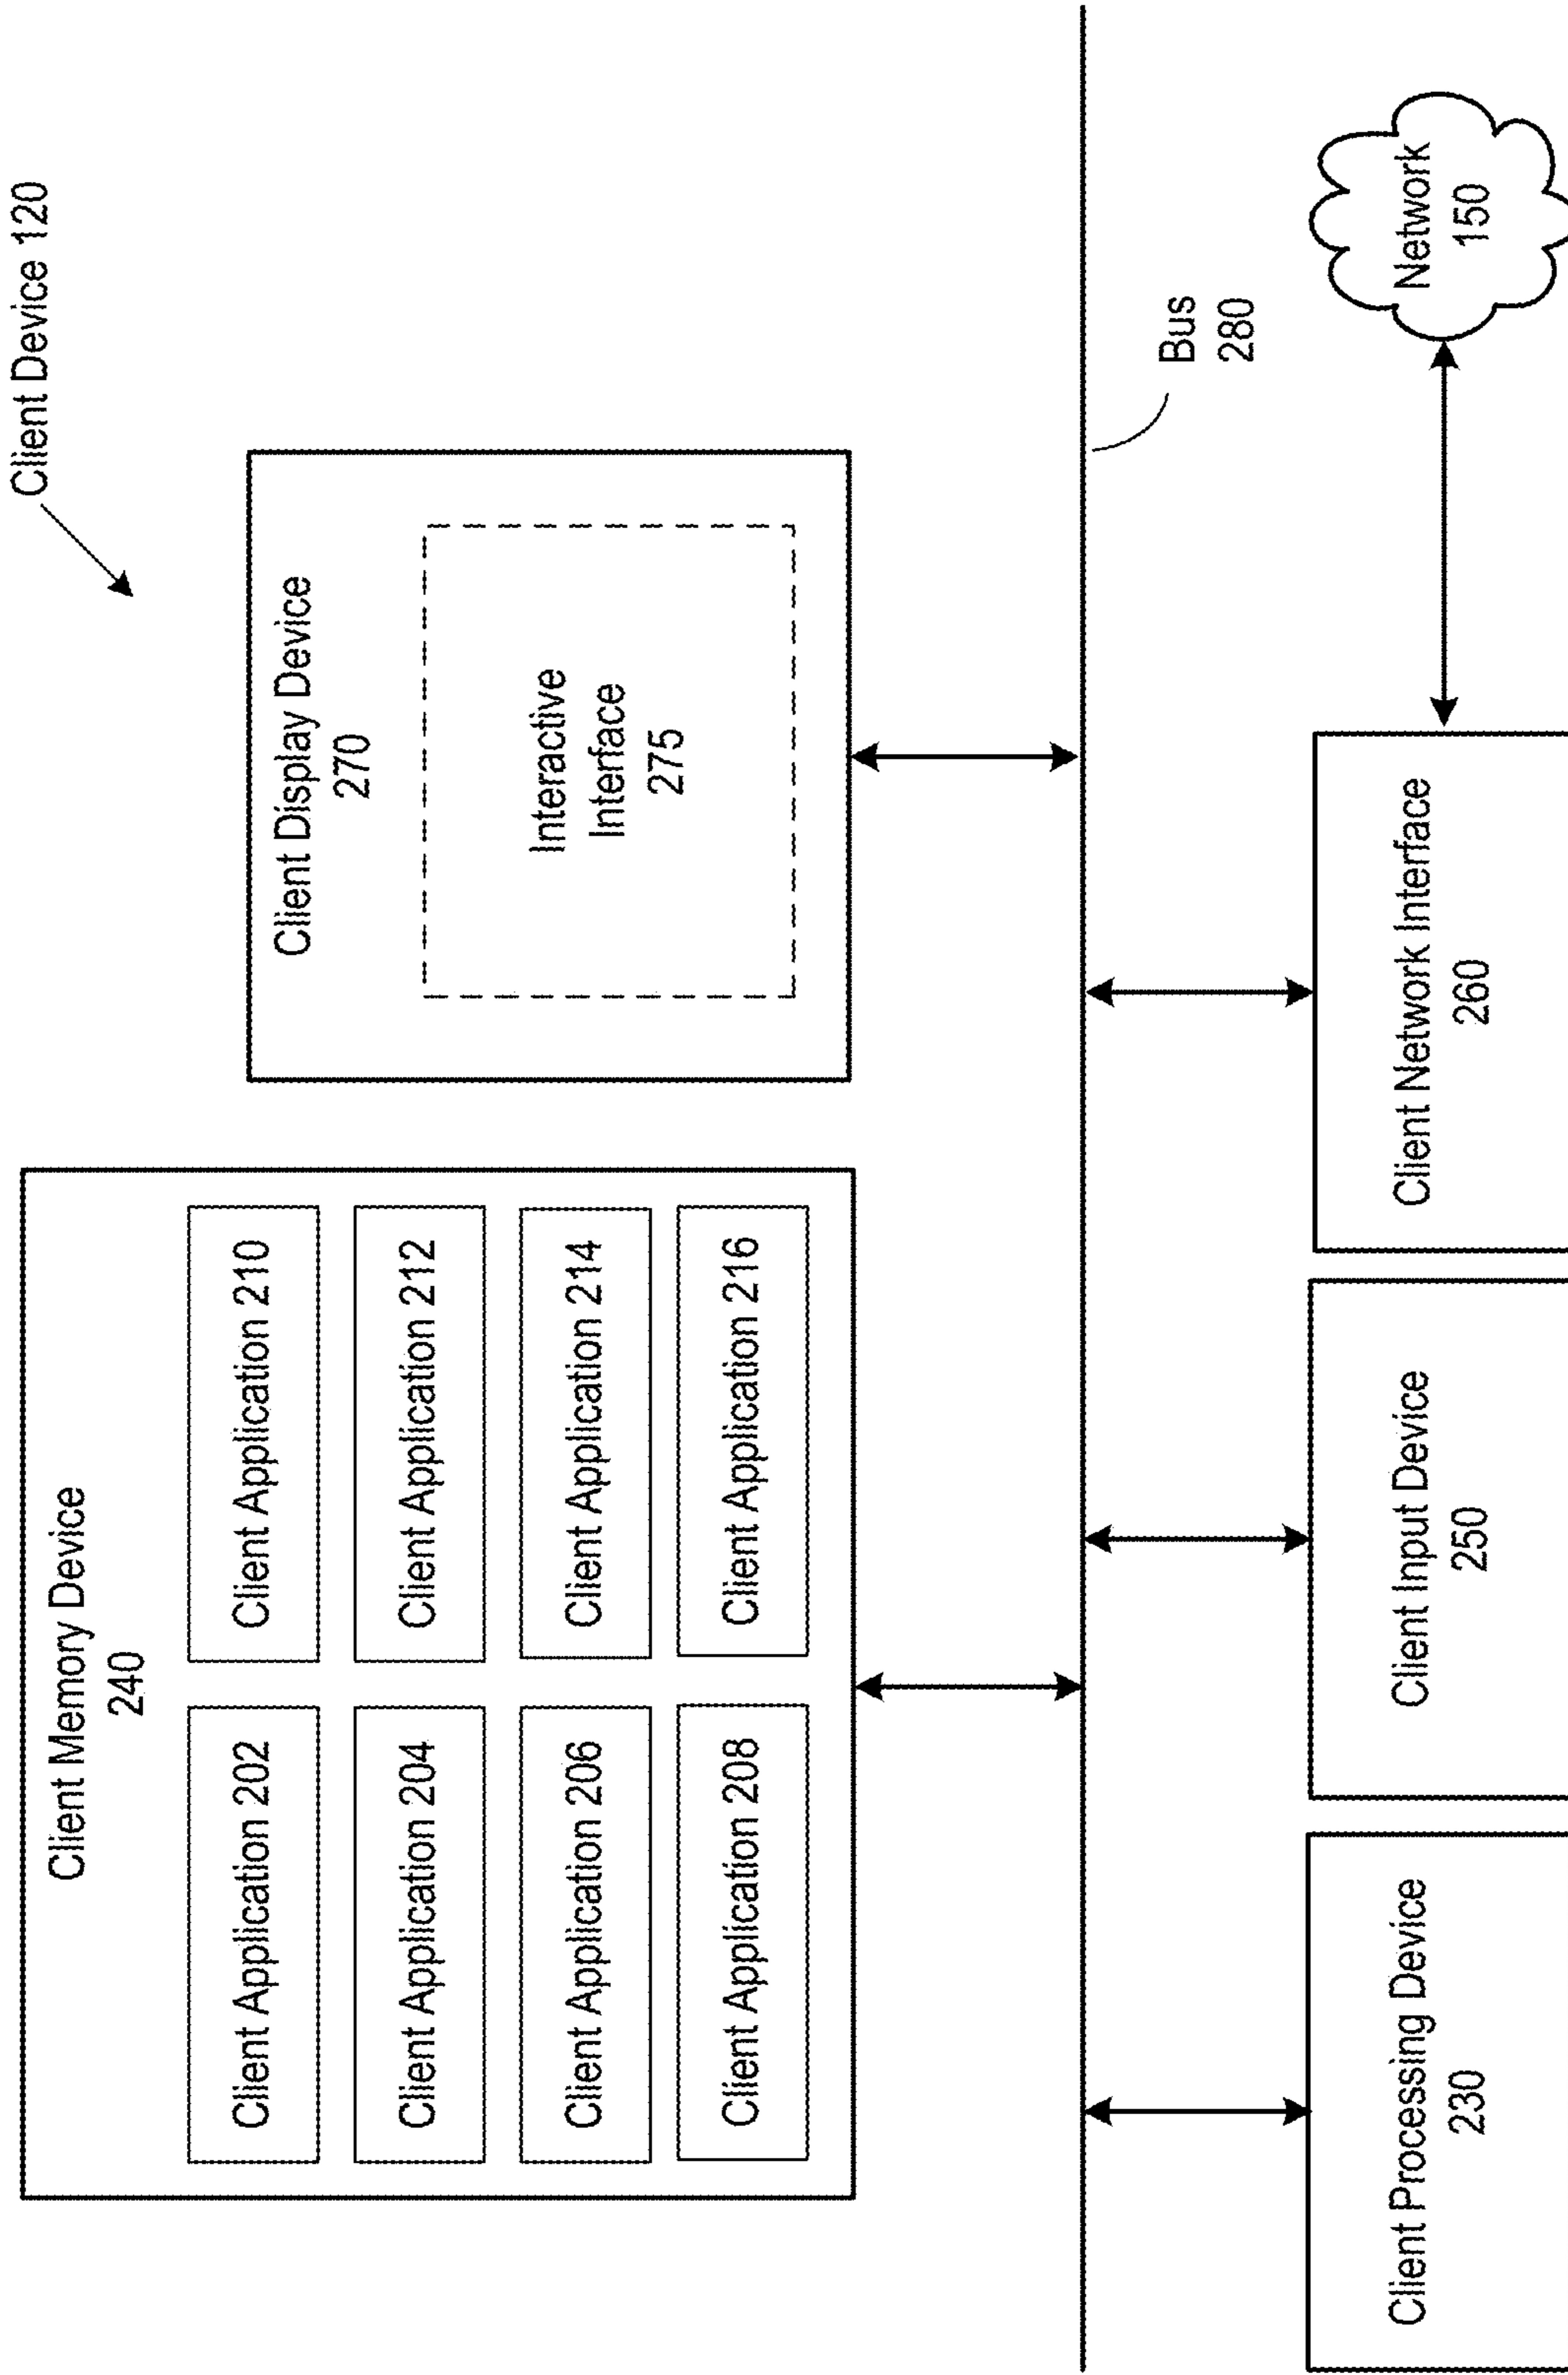 Client Device 120
Client Memory Device
240
Client Application 202
Client Application 210
Client Application 204
Client Application 212
Client Application 206
Client Application 214
Client Application 208
Client Application 216
Client Display Device
270
Interactive
Interface
275
Bus
280
Client Processing Device
230
Client Input Device
250
Client Network Interface
260
Network
150